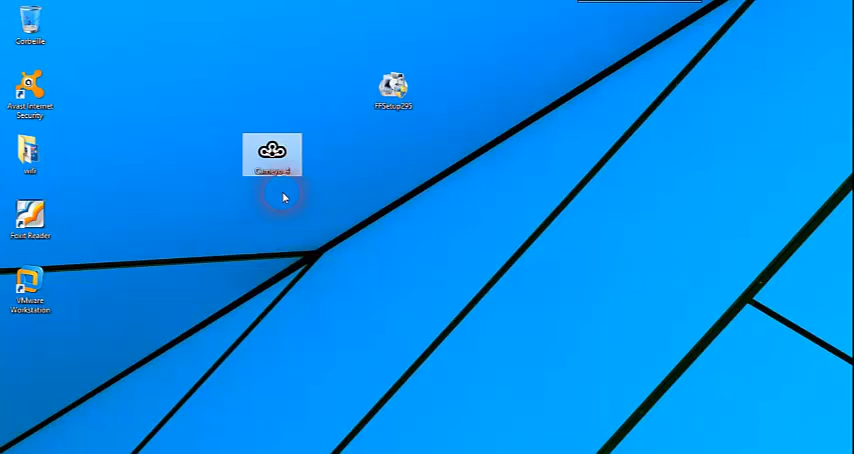 Corbeille
Avast Internet
Security
wifi
Foxit Reader
VMware
Workstation
FFSetup295